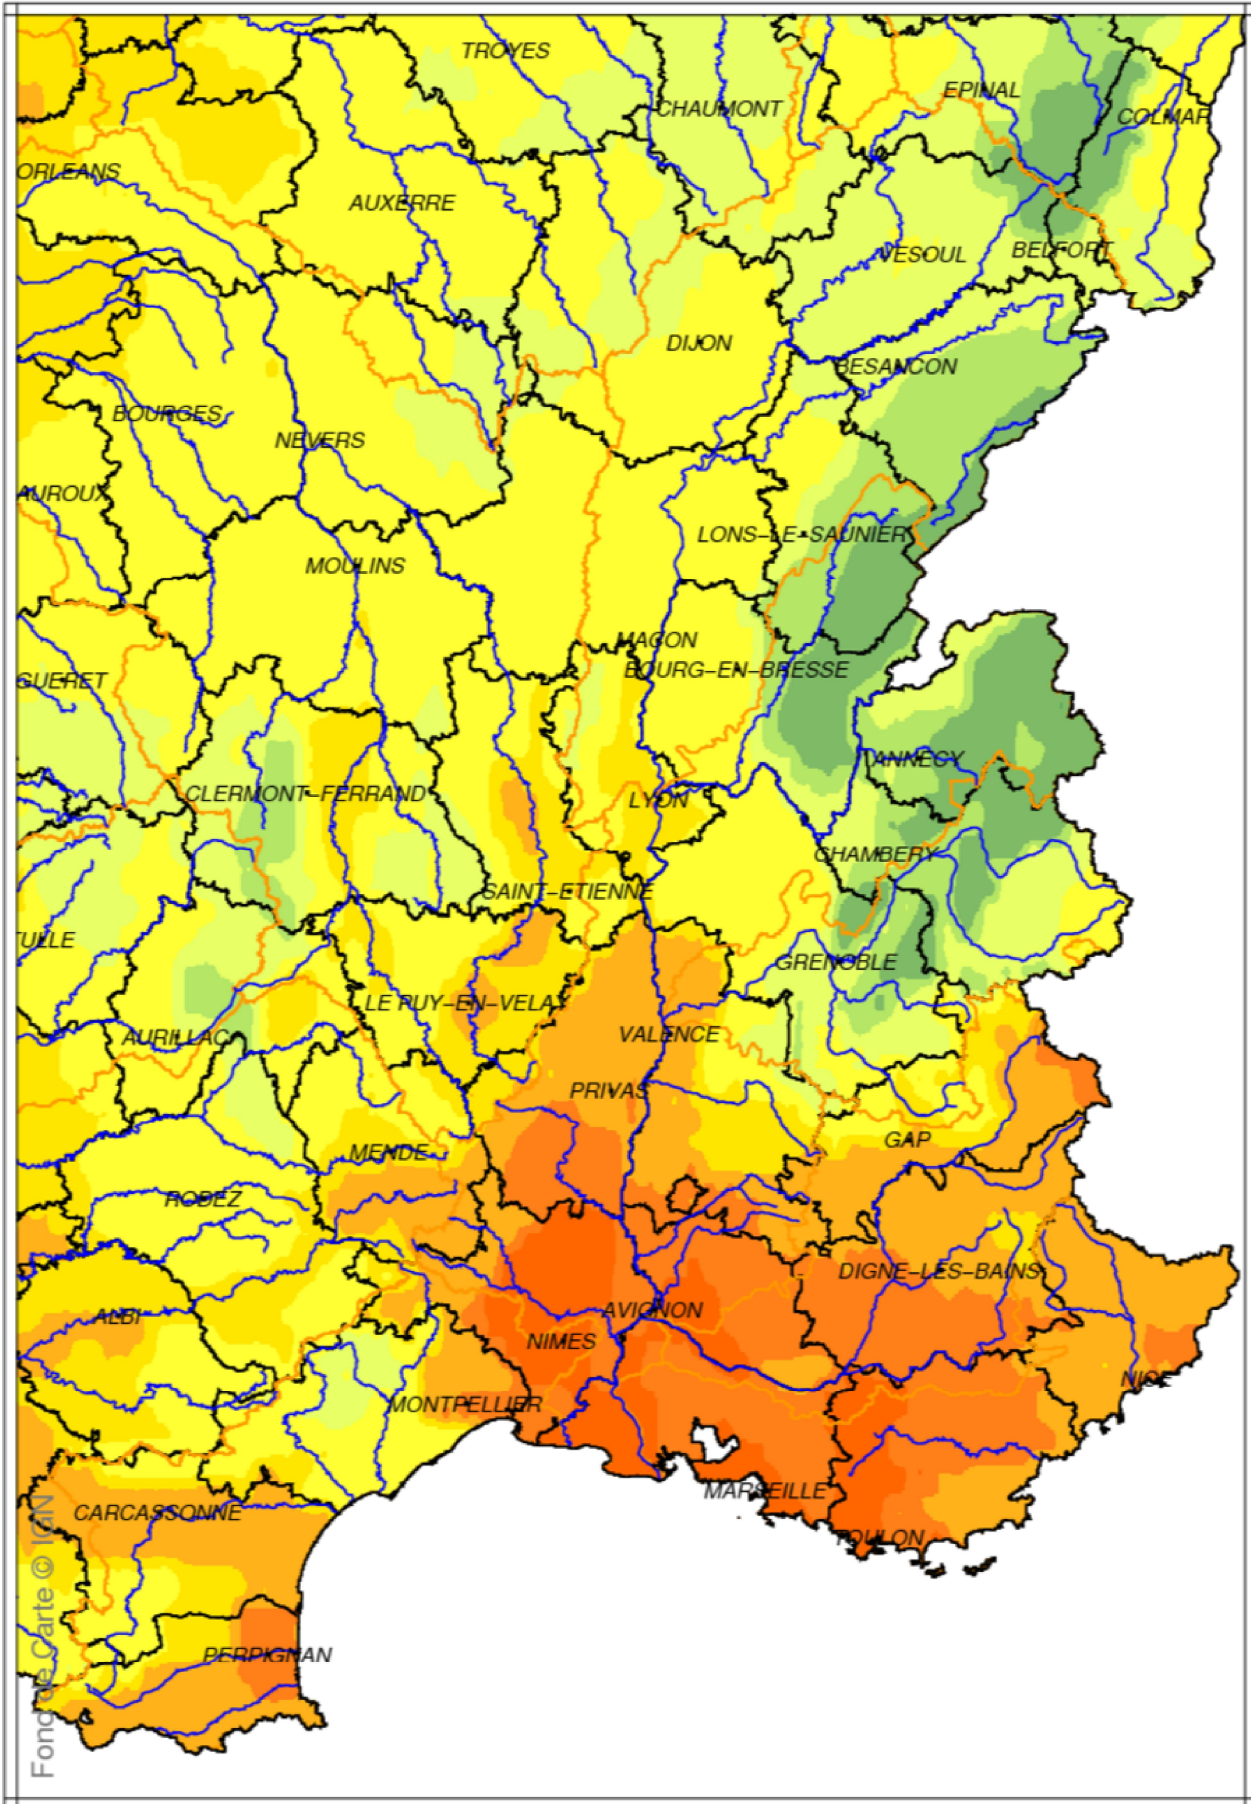 TROYES
EPINAL
CHAUMONT
COLMAR
ORLEANS
AUXERRE
VESOUL
BELFORT
DIJON
BESANCON
BOURGES
NEVERS
AUROUX
LONS-LE-SAUNIER
MOULINS
MACON
BOURG-EN-BRESSE
GUERET
ANNECY
CLERMONT-FERRAND
LYON
CHAMBERY
SAINT-ETIENNE
TULLE
GRENOBLE
LE PUY-EN-VELAY
VALENCE
AURILLAC
PRIVAS
GAP
MENDE
RODEZ
DIGNE-LES-BAINS
AVIGNON
ALBI
NIMES
NICE
MONTPELLIER
MARSEILLE
CARCASSONNE
TOULON
PERPIGNAN
Fond de Carte © IGN